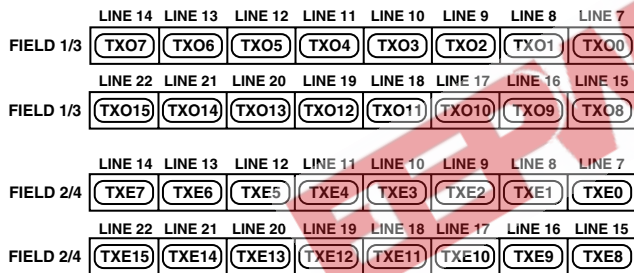 LINE 14 LINE 13 LINE 12 LINE 11 LINE 10 LINE 9 LINE 8 LINE 7
FIELD 1/3 TXO7 TXO6 TXO5 TXO4 TXO3 TXO2 TXO1 TXO0
LINE 22 LINE 21 LINE 20 LINE 19 LINE 18 LINE 17 LINE 16 LINE 15
FIELD 1/3 TXO15 TXO14 TXO13 TXO12 TXO11 TXO10 TXO9 TXO8
LINE 14 LINE 13 LINE 12 LINE 11 LINE 10 LINE 9 LINE 8 LINE 7
FIELD 2/4 TXE7 TXE6 TXE5 TXE4 TXE3 TXE2 TXE1 TXE0
LINE 22 LINE 21 LINE 20 LINE 19 LINE 18 LINE 17 LINE 16 LINE 15
FIELD 2/4 TXE15 TXE14 TXE13 TXE12 TXE11 TXE10 TXE9 TXE8